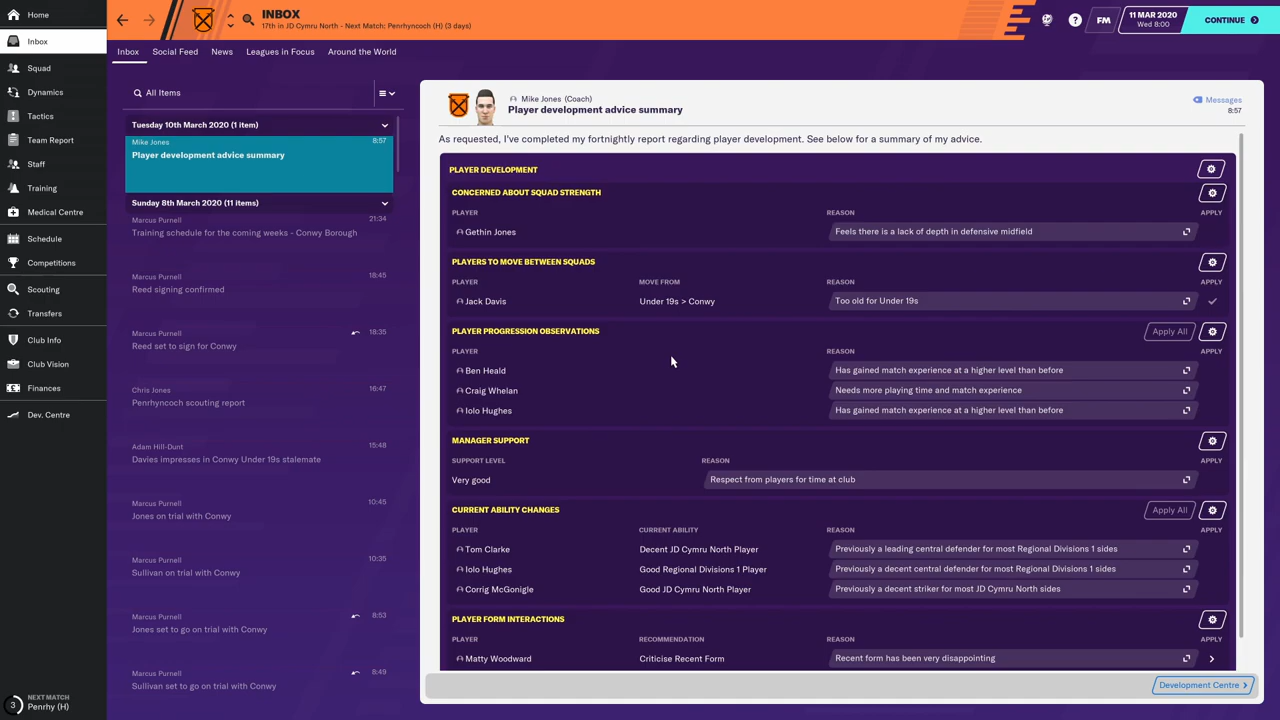 Home
Inbox
Squad
Dynamics
Tactics
Team Report
Staff
Training
Medical Centre
Schedule
Competitions
Scouting
Transfers
Club Info
Club Vision
Finances
Dev. Centre
3
NEXT MATCH
Penrhy (H)
INBOX
17th in JD Cymru North - Next Match: Penrhyncoch (H) (3 days)
?
FM
11 MAR 2020
Wed 8:00
CONTINUE
Inbox
Social Feed
News
Leagues in Focus
Around the World
All Items
Tuesday 10th March 2020 (1 item)
Mike Jones 8:57
Player development advice summary
Sunday 8th March 2020 (11 items)
Marcus Purnell 21:34
Training schedule for the coming weeks - Conwy Borough
Marcus Purnell 18:45
Reed signing confirmed
Marcus Purnell 18:35
Reed set to sign for Conwy
Chris Jones 16:47
Penrhyncoch scouting report
Adam Hill-Dunt 15:48
Davies impresses in Conwy Under 19s stalemate
Marcus Purnell 10:45
Jones on trial with Conwy
Marcus Purnell 10:35
Sullivan on trial with Conwy
Marcus Purnell 8:53
Jones set to go on trial with Conwy
Marcus Purnell 8:49
Sullivan set to go on trial with Conwy
Mike Jones (Coach)
Player development advice summary
Messages
8:57
As requested, I've completed my fortnightly report regarding player development. See below for a summary of my advice.
PLAYER DEVELOPMENT
CONCERNED ABOUT SQUAD STRENGTH
PLAYER REASON APPLY
Gethin Jones Feels there is a lack of depth in defensive midfield
PLAYERS TO MOVE BETWEEN SQUADS
PLAYER MOVE FROM REASON APPLY
Jack Davis Under 19s > Conwy Too old for Under 19s
PLAYER PROGRESSION OBSERVATIONS Apply All
PLAYER REASON APPLY
Ben Heald Has gained match experience at a higher level than before
Craig Whelan Needs more playing time and match experience
Iolo Hughes Has gained match experience at a higher level than before
MANAGER SUPPORT
SUPPORT LEVEL REASON APPLY
Very good Respect from players for time at club
CURRENT ABILITY CHANGES Apply All
PLAYER CURRENT ABILITY REASON APPLY
Tom Clarke Decent JD Cymru North Player Previously a leading central defender for most Regional Divisions 1 sides
Iolo Hughes Good Regional Divisions 1 Player Previously a decent central defender for most Regional Divisions 1 sides
Corrig McGonigle Good JD Cymru North Player Previously a decent striker for most JD Cymru North sides
PLAYER FORM INTERACTIONS
PLAYER RECOMMENDATION REASON APPLY
Matty Woodward Criticise Recent Form Recent form has been very disappointing
Development Centre